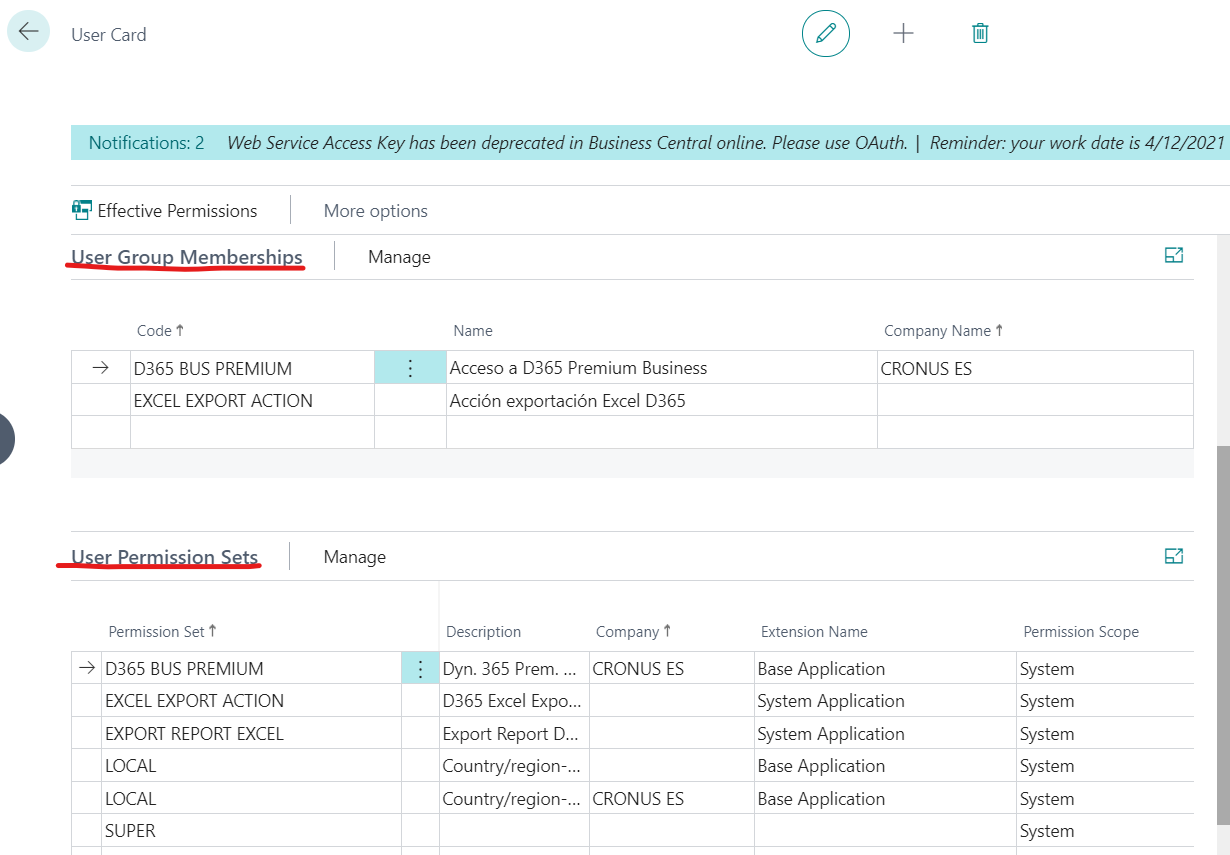 User Card
Notifications: 2 Web Service Access Key has been deprecated in Business Central online. Please use OAuth. | Reminder: your work date is 4/12/2021
Effective Permissions More options
User Group Memberships Manage
Code ↑ Name Company Name ↑
D365 BUS PREMIUM Acceso a D365 Premium Business CRONUS ES
EXCEL EXPORT ACTION Acción exportación Excel D365
User Permission Sets Manage
Permission Set ↑ Description Company ↑ Extension Name Permission Scope
D365 BUS PREMIUM Dyn. 365 Prem. ... CRONUS ES Base Application System
EXCEL EXPORT ACTION D365 Excel Expo... System Application System
EXPORT REPORT EXCEL Export Report D... System Application System
LOCAL Country/region-... Base Application System
LOCAL Country/region-... CRONUS ES Base Application System
SUPER System